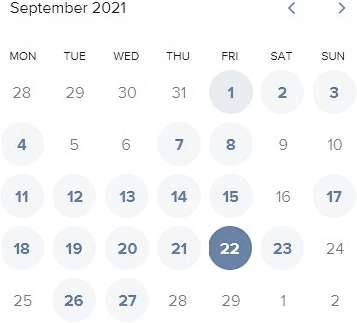 September 2021
MON TUE WED THU FRI SAT SUN
28 29 30 31 1 2 3
4 5 6 7 8 9 10
11 12 13 14 15 16 17
18 19 20 21 22 23 24
25 26 27 28 29 1 2